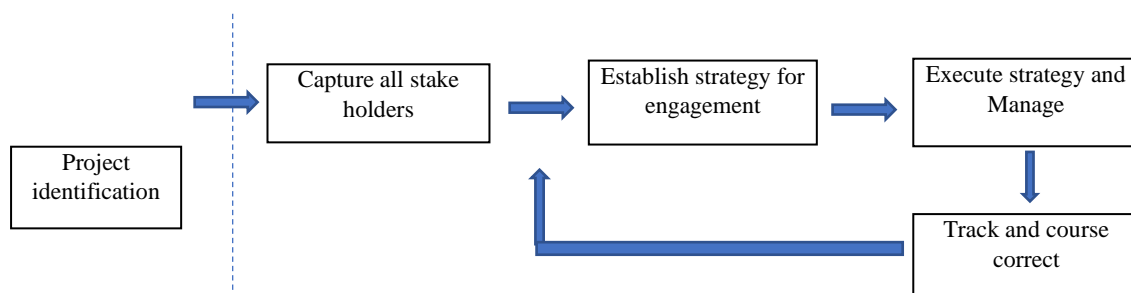 Project
identification
Capture all stake
holders
Establish strategy for
engagement
Execute strategy and
Manage
Track and course
correct